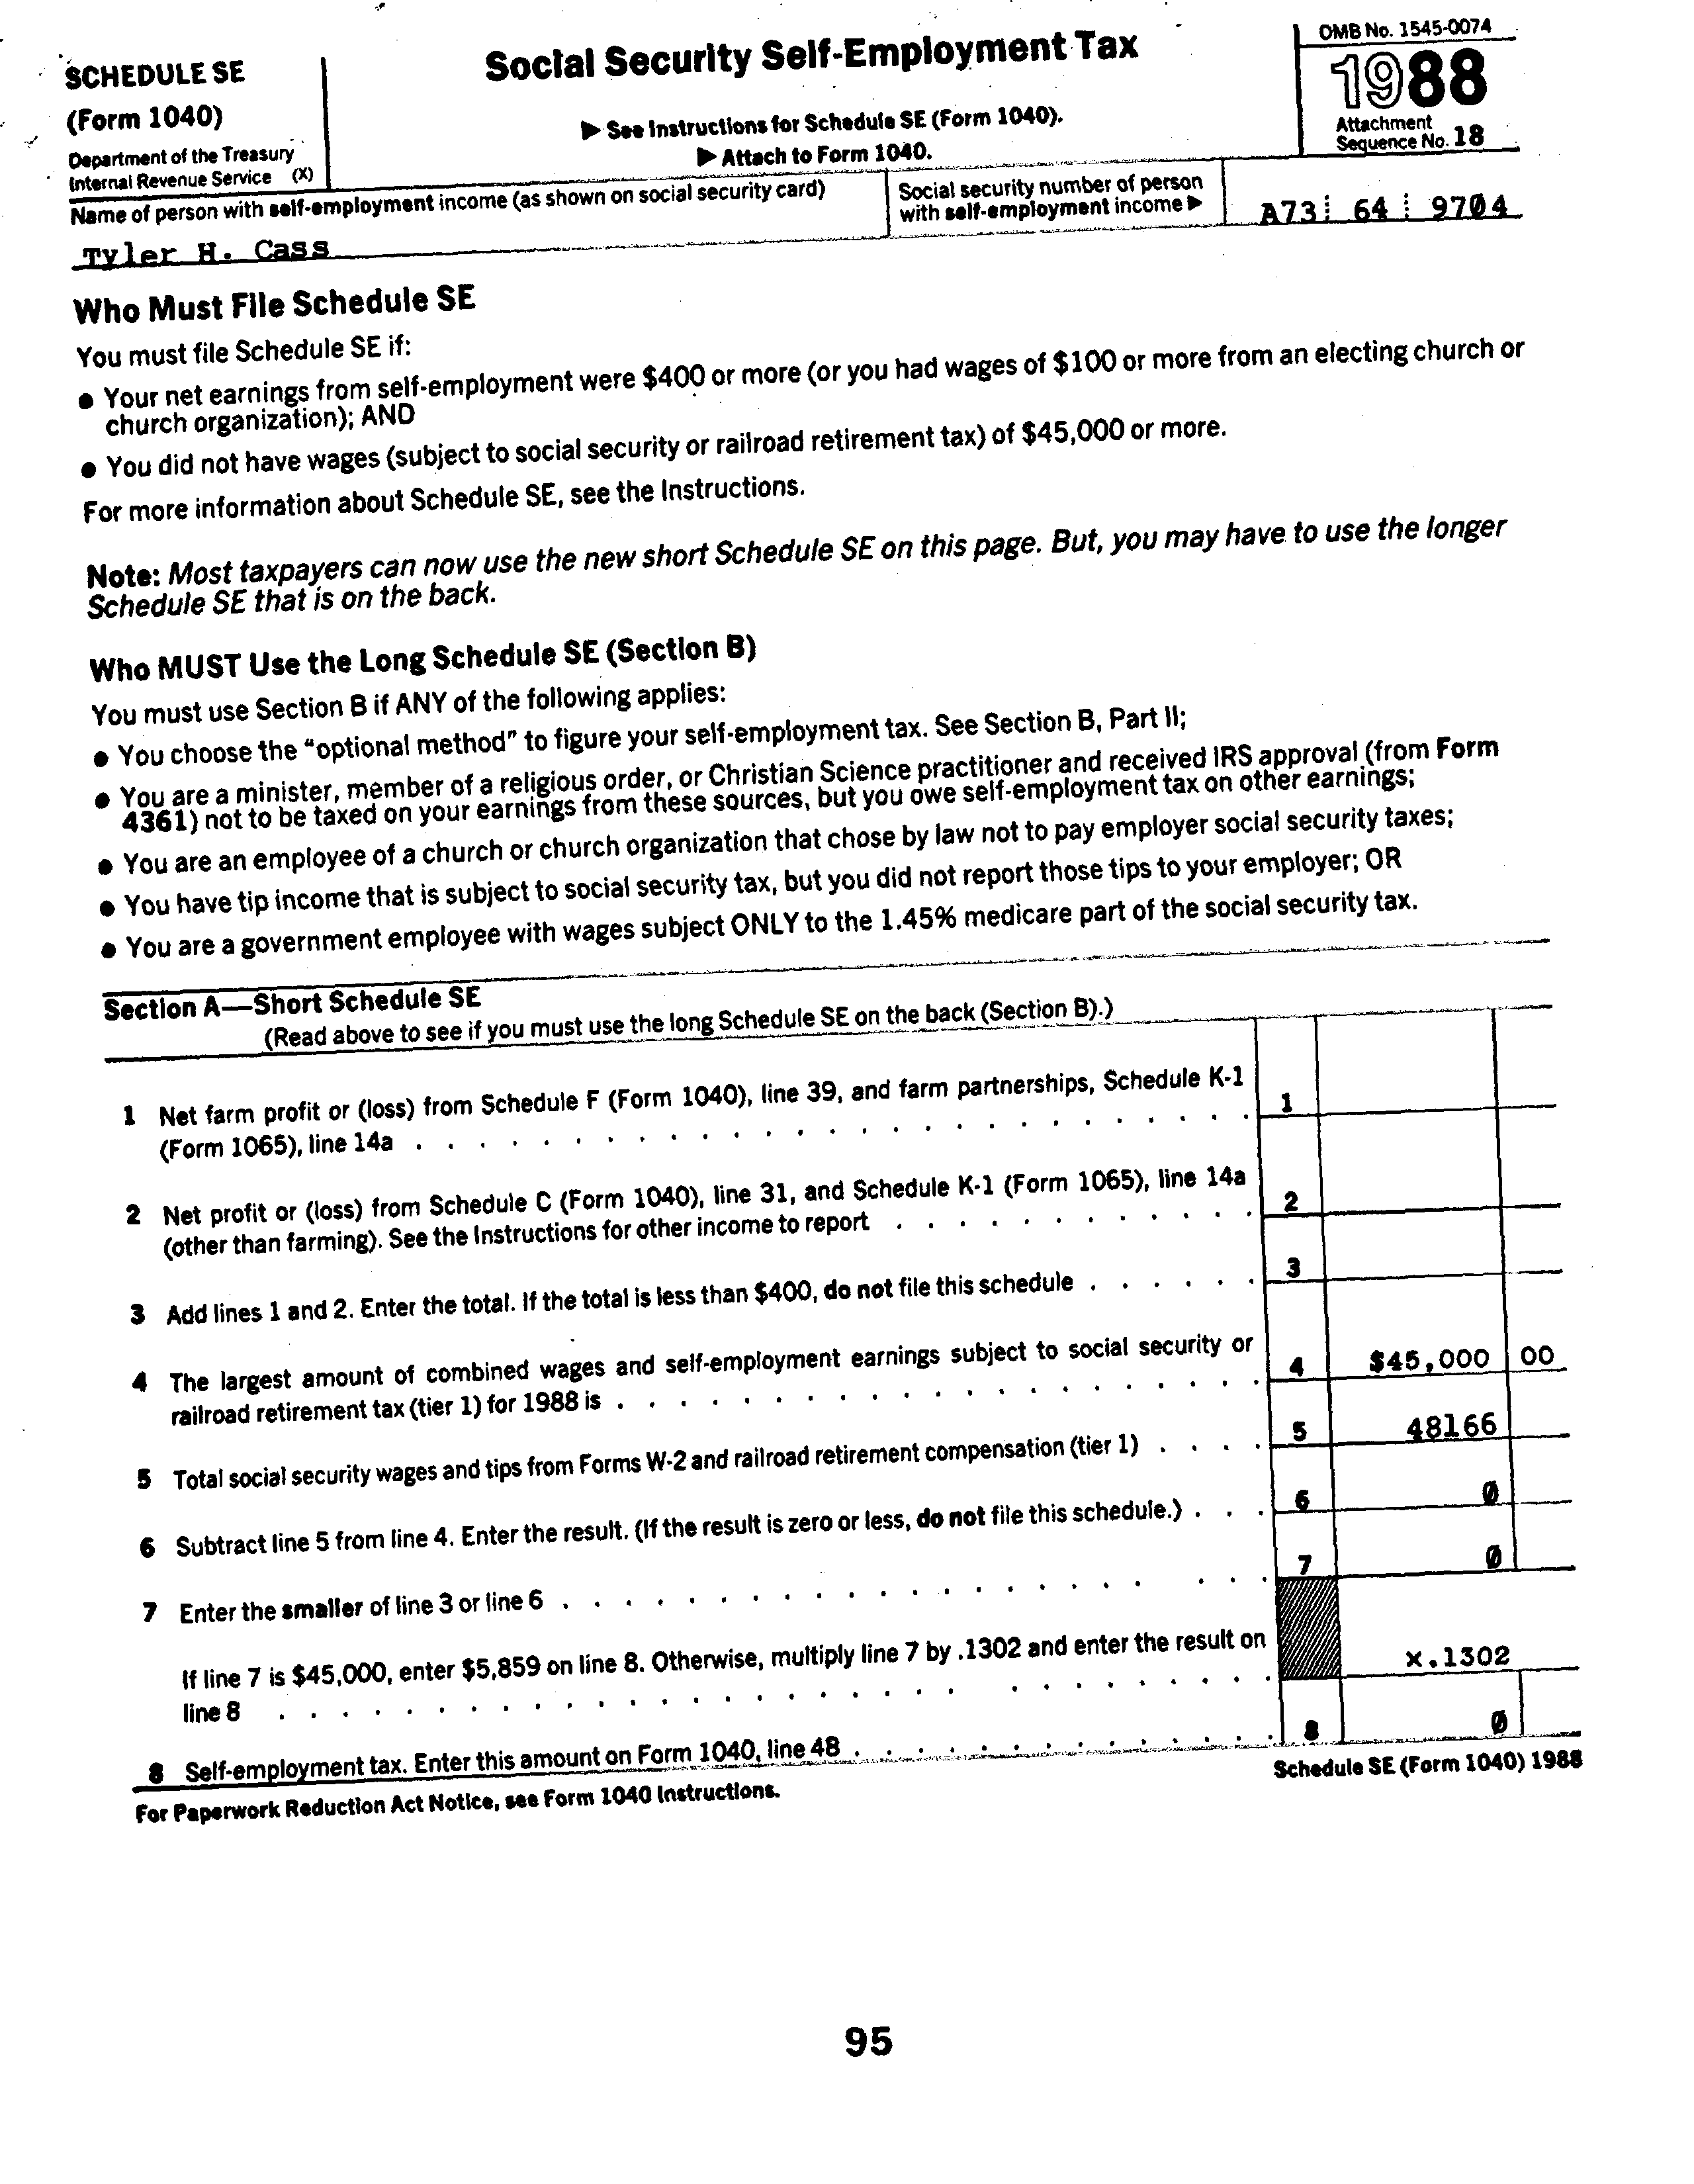 SCHEDULE SE
(Form 1040)
Department of the Treasury
Internal Revenue Service (X)
Social Security Self-Employment Tax
▶ See Instructions for Schedule SE (Form 1040).
▶ Attach to Form 1040.
OMB No. 1545-0074
1988
Attachment
Sequence No. 18
Name of person with self-employment income (as shown on social security card)
Tyler H. Cass
Social security number of person
with self-employment income ▶
A73 64 9704
Who Must File Schedule SE
You must file Schedule SE if:
● Your net earnings from self-employment were $400 or more (or you had wages of $100 or more from an electing church or
church organization); AND
● You did not have wages (subject to social security or railroad retirement tax) of $45,000 or more.
For more information about Schedule SE, see the Instructions.
Note: Most taxpayers can now use the new short Schedule SE on this page. But, you may have to use the longer
Schedule SE that is on the back.
Who MUST Use the Long Schedule SE (Section B)
You must use Section B if ANY of the following applies:
● You choose the “optional method” to figure your self-employment tax. See Section B, Part II;
● You are a minister, member of a religious order, or Christian Science practitioner and received IRS approval (from Form
4361) not to be taxed on your earnings from these sources, but you owe self-employment tax on other earnings;
● You are an employee of a church or church organization that chose by law not to pay employer social security taxes;
● You have tip income that is subject to social security tax, but you did not report those tips to your employer; OR
● You are a government employee with wages subject ONLY to the 1.45% medicare part of the social security tax.
Section A—Short Schedule SE
(Read above to see if you must use the long Schedule SE on the back (Section B).)
1 Net farm profit or (loss) from Schedule F (Form 1040), line 39, and farm partnerships, Schedule K-1
(Form 1065), line 14a . . . . . . . . . . . . . . . . . . . . . . . . . . . 1
2 Net profit or (loss) from Schedule C (Form 1040), line 31, and Schedule K-1 (Form 1065), line 14a
(other than farming). See the Instructions for other income to report . . . . . . . . . . . . 2
3 Add lines 1 and 2. Enter the total. If the total is less than $400, do not file this schedule . . . . . . 3
4 The largest amount of combined wages and self-employment earnings subject to social security or
railroad retirement tax (tier 1) for 1988 is . . . . . . . . . . . . . . . . . . . . . 4 $45,000 00
5 Total social security wages and tips from Forms W-2 and railroad retirement compensation (tier 1) . . . . 5 48166
6 Subtract line 5 from line 4. Enter the result. (If the result is zero or less, do not file this schedule.) . . . 6 0
7 Enter the smaller of line 3 or line 6 . . . . . . . . . . . . . . . . . . . . . . 7 0
If line 7 is $45,000, enter $5,859 on line 8. Otherwise, multiply line 7 by .1302 and enter the result on
line 8 . . . . . . . . . . . . . . . . . . . . . . . . . . . . . . . x.1302
8 Self-employment tax. Enter this amount on Form 1040, line 48 . . . . . . . . . . . . . . 8 0
For Paperwork Reduction Act Notice, see Form 1040 Instructions.
Schedule SE (Form 1040) 1988
95